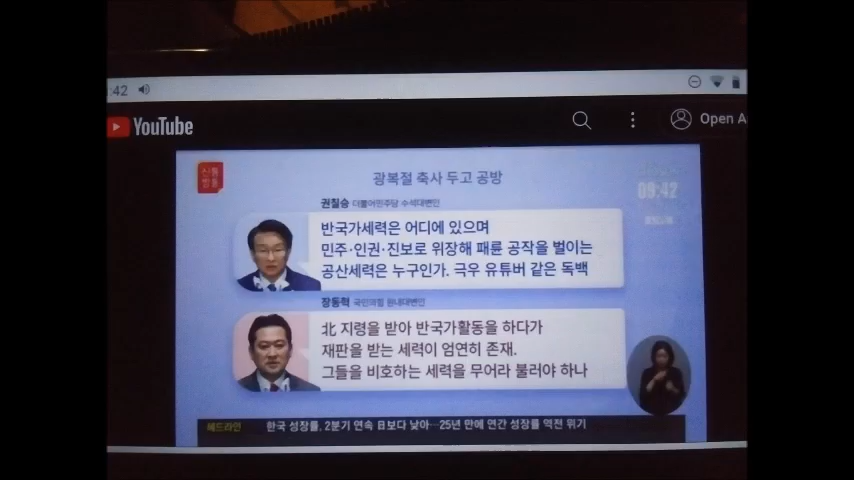 :42
YouTube
Open A
신통
방통
광복절 축사 두고 공방
09:42
권칠승 더불어민주당 수석대변인
반국가세력은 어디에 있으며
민주·인권·진보로 위장해 패륜 공작을 벌이는
공산세력은 누구인가. 극우 유튜버 같은 독백
장동혁 국민의힘 원내대변인
北 지령을 받아 반국가활동을 하다가
재판을 받는 세력이 엄연히 존재.
그들을 비호하는 세력을 무어라 불러야 하나
헤드라인 한국 성장률, 2분기 연속 日보다 낮아…25년 만에 연간 성장률 역전 위기